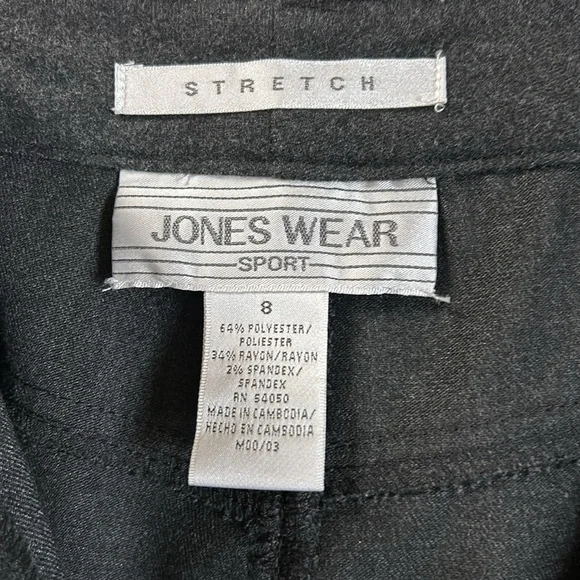 STRETCH
JONES WEAR
SPORT
8
64% POLYESTER/
POLIESTER
34% RAYON/RAYON
2% SPANDEX/
SPANDEX
RN 54050
MADE IN CAMBODIA/
HECHO EN CAMBODIA
M00/03